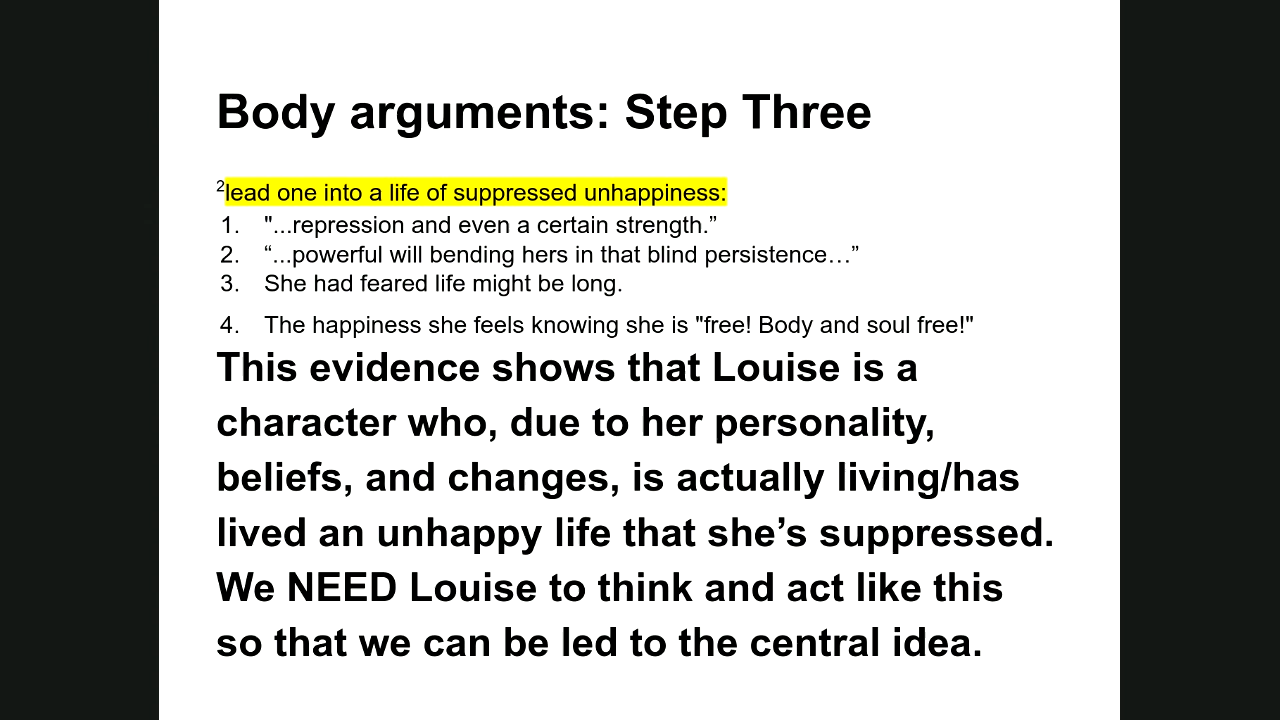 Body arguments: Step Three
²lead one into a life of suppressed unhappiness:
1. "...repression and even a certain strength.”
2. “...powerful will bending hers in that blind persistence…”
3. She had feared life might be long.
4. The happiness she feels knowing she is "free! Body and soul free!"
This evidence shows that Louise is a
character who, due to her personality,
beliefs, and changes, is actually living/has
lived an unhappy life that she’s suppressed.
We NEED Louise to think and act like this
so that we can be led to the central idea.